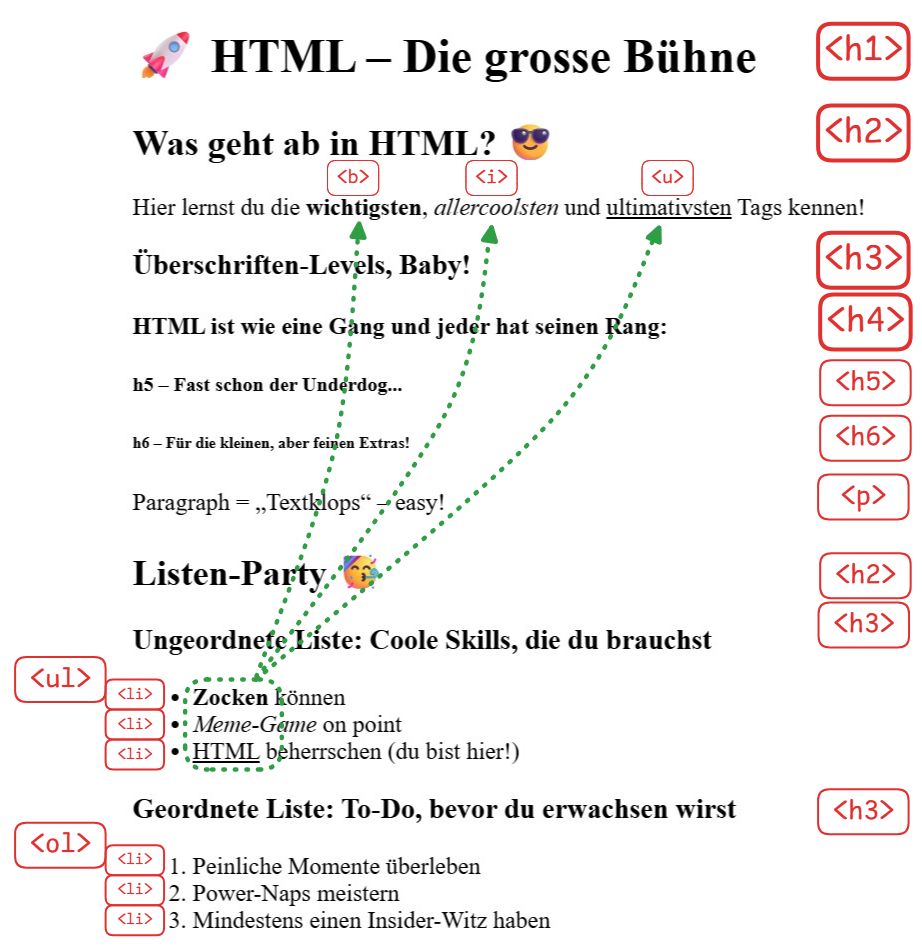 🚀 HTML – Die grosse Bühne <h1>
Was geht ab in HTML? 😎 <h2>
<b> <i> <u>
Hier lernst du die wichtigsten, allercoolsten und ultimativsten Tags kennen!
Überschriften-Levels, Baby! <h3>
HTML ist wie eine Gang und jeder hat seinen Rang: <h4>
h5 – Fast schon der Underdog... <h5>
h6 – Für die kleinen, aber feinen Extras! <h6>
Paragraph = „Textklops“ – easy! <p>
Listen-Party 🥳 <h2>
Ungeordnete Liste: Coole Skills, die du brauchst <h3>
<ul>
<li> • Zocken können
<li> • Meme-Game on point
<li> • HTML beherrschen (du bist hier!)
Geordnete Liste: To-Do, bevor du erwachsen wirst <h3>
<ol>
<li> 1. Peinliche Momente überleben
<li> 2. Power-Naps meistern
<li> 3. Mindestens einen Insider-Witz haben